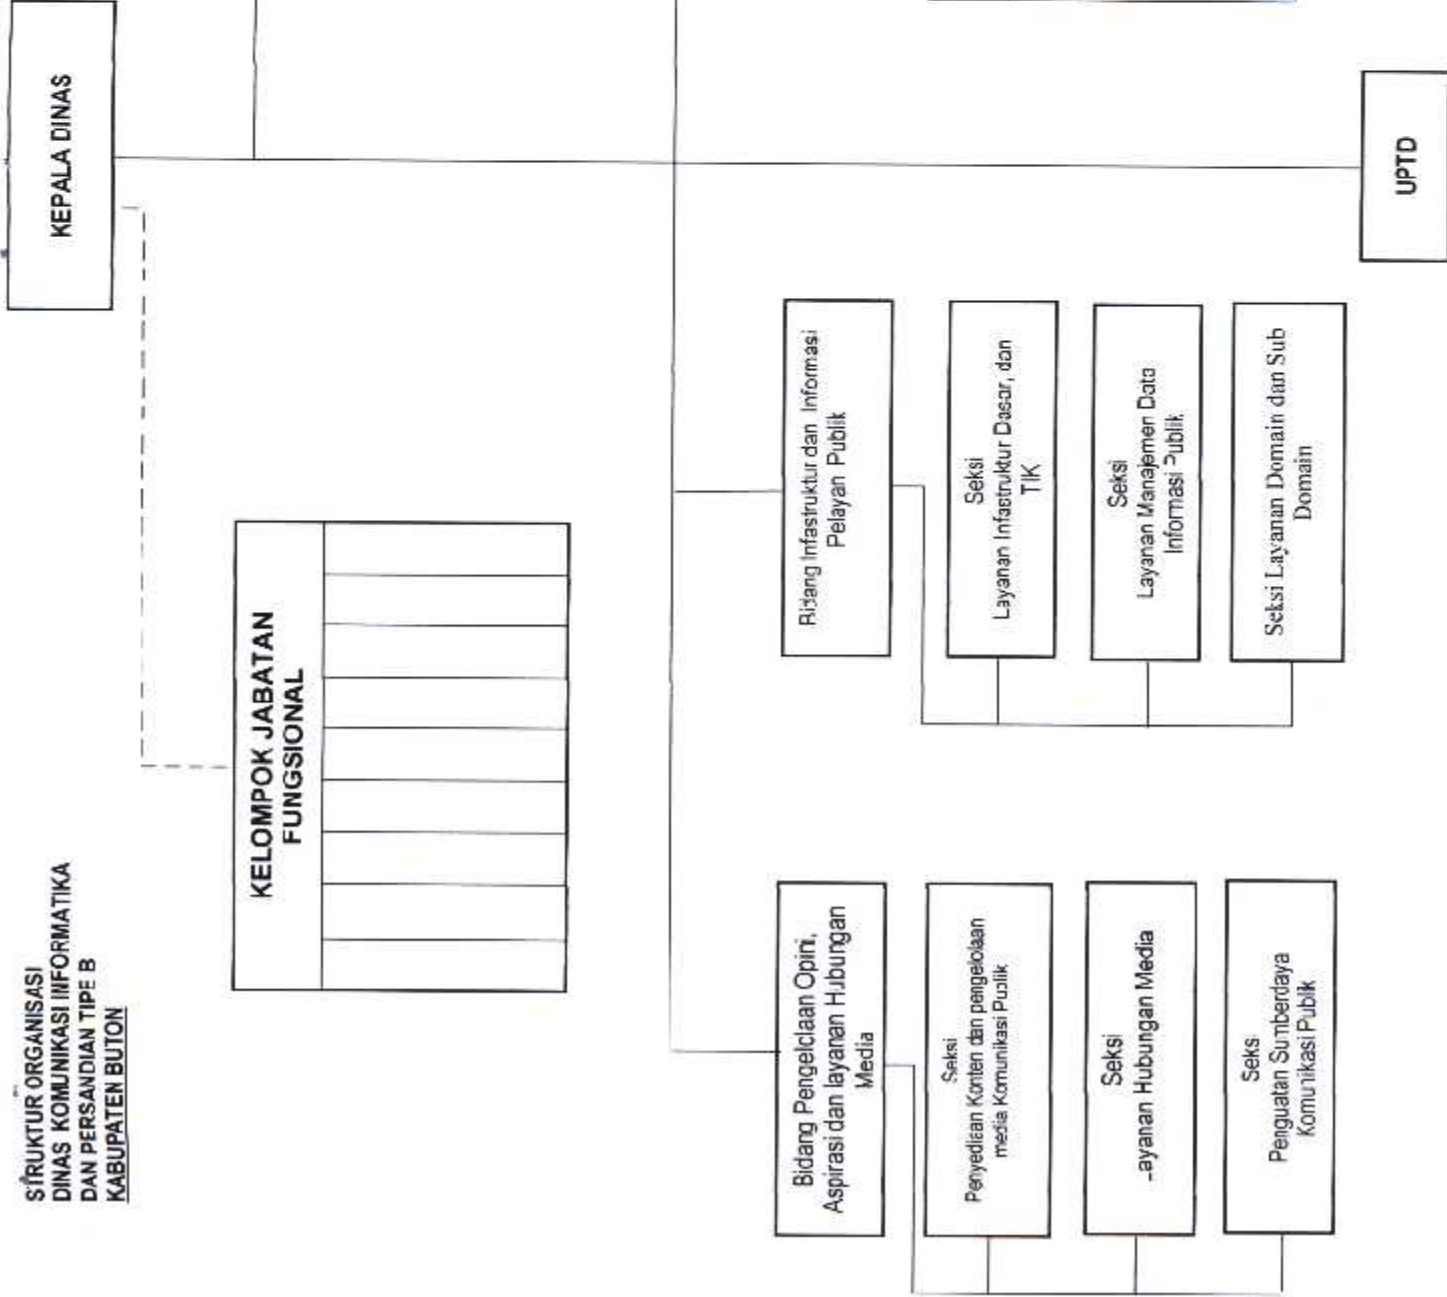 STRUKTUR ORGANISASI
DINAS KOMUNIKASI INFORMATIKA
DAN PERSANDIAN TIPE B
KABUPATEN BUTON
KEPALA DINAS
KELOMPOK JABATAN
FUNGSIONAL
Bidang Pengelolaan Opini,
Aspirasi dan layanan Hubungan
Media
Seksi
Penyediaan Konten dan pengelolaan
media Komunikasi Publik
Seksi
Layanan Hubungan Media
Seks
Penguatan Sumberdaya
Komunikasi Publik
Bidang Infastruktur dan Informasi
Pelayan Publik
Seksi
Layanan Infastruktur Dasar, dan
TIK
Seksi
Layanan Manajemen Data
Informasi Publik
Seksi Layanan Domain dan Sub
Domain
UPTD